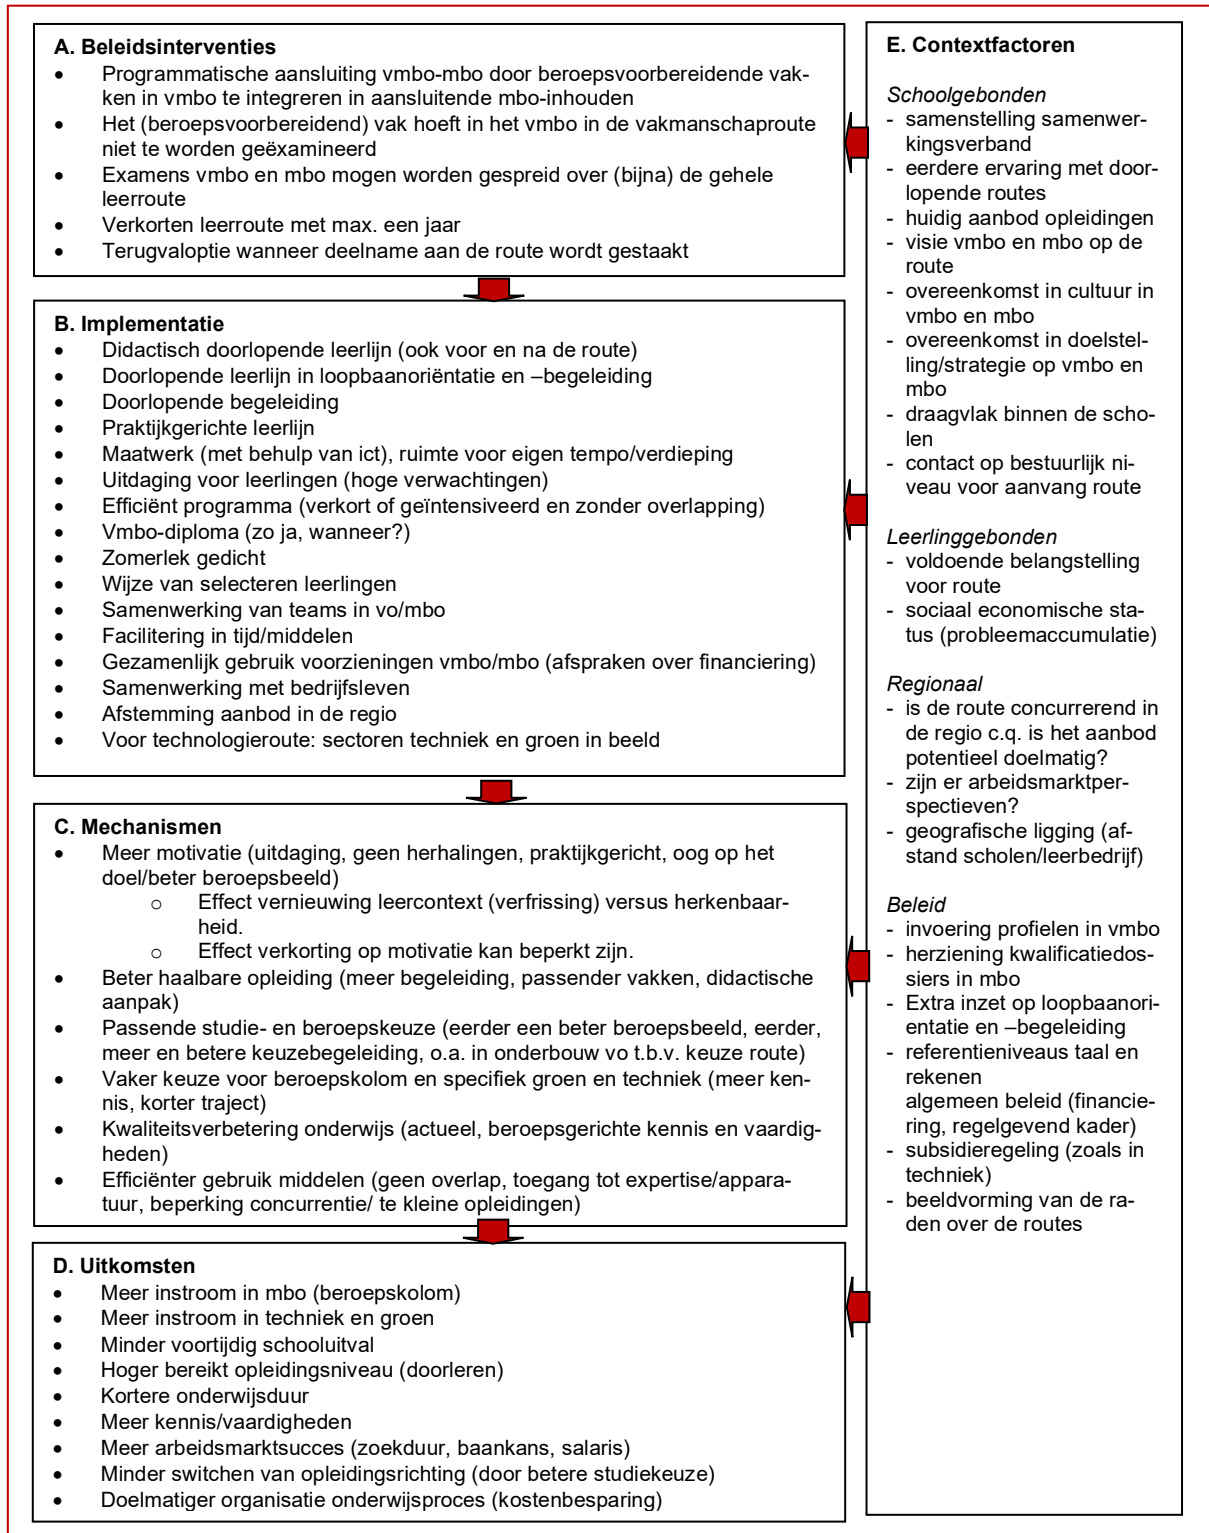 A. Beleidsinterventies
• Programmatische aansluiting vmbo-mbo door beroepsvoorbereidende vak-
ken in vmbo te integreren in aansluitende mbo-inhouden
• Het (beroepsvoorbereidend) vak hoeft in het vmbo in de vakmanschaproute
niet te worden geëxamineerd
• Examens vmbo en mbo mogen worden gespreid over (bijna) de gehele
leerroute
• Verkorten leerroute met max. een jaar
• Terugvaloptie wanneer deelname aan de route wordt gestaakt
B. Implementatie
• Didactisch doorlopende leerlijn (ook voor en na de route)
• Doorlopende leerlijn in loopbaanoriëntatie en –begeleiding
• Doorlopende begeleiding
• Praktijkgerichte leerlijn
• Maatwerk (met behulp van ict), ruimte voor eigen tempo/verdieping
• Uitdaging voor leerlingen (hoge verwachtingen)
• Efficiënt programma (verkort of geïntensiveerd en zonder overlapping)
• Vmbo-diploma (zo ja, wanneer?)
• Zomerlek gedicht
• Wijze van selecteren leerlingen
• Samenwerking van teams in vo/mbo
• Facilitering in tijd/middelen
• Gezamenlijk gebruik voorzieningen vmbo/mbo (afspraken over financiering)
• Samenwerking met bedrijfsleven
• Afstemming aanbod in de regio
• Voor technologieroute: sectoren techniek en groen in beeld
C. Mechanismen
• Meer motivatie (uitdaging, geen herhalingen, praktijkgericht, oog op het
doel/beter beroepsbeeld)
o Effect vernieuwing leercontext (verfrissing) versus herkenbaar-
heid.
o Effect verkorting op motivatie kan beperkt zijn.
• Beter haalbare opleiding (meer begeleiding, passender vakken, didactische
aanpak)
• Passende studie- en beroepskeuze (eerder een beter beroepsbeeld, eerder,
meer en betere keuzebegeleiding, o.a. in onderbouw vo t.b.v. keuze route)
• Vaker keuze voor beroepskolom en specifiek groen en techniek (meer ken-
nis, korter traject)
• Kwaliteitsverbetering onderwijs (actueel, beroepsgerichte kennis en vaardig-
heden)
• Efficiënter gebruik middelen (geen overlap, toegang tot expertise/appara-
tuur, beperking concurrentie/ te kleine opleidingen)
D. Uitkomsten
• Meer instroom in mbo (beroepskolom)
• Meer instroom in techniek en groen
• Minder voortijdig schooluitval
• Hoger bereikt opleidingsniveau (doorleren)
• Kortere onderwijsduur
• Meer kennis/vaardigheden
• Meer arbeidsmarktsucces (zoekduur, baankans, salaris)
• Minder switchen van opleidingsrichting (door betere studiekeuze)
• Doelmatiger organisatie onderwijsproces (kostenbesparing)
E. Contextfactoren
Schoolgebonden
- samenstelling samenwer-
kingsverband
- eerdere ervaring met door-
lopende routes
- huidig aanbod opleidingen
- visie vmbo en mbo op de
route
- overeenkomst in cultuur in
vmbo en mbo
- overeenkomst in doelstel-
ling/strategie op vmbo en
mbo
- draagvlak binnen de scho-
len
- contact op bestuurlijk ni-
veau voor aanvang route
Leerlinggebonden
- voldoende belangstelling
voor route
- sociaal economische sta-
tus (probleemaccumulatie)
Regionaal
- is de route concurrerend in
de regio c.q. is het aanbod
potentieel doelmatig?
- zijn er arbeidsmarktper-
spectieven?
- geografische ligging (af-
stand scholen/leerbedrijf)
Beleid
- invoering profielen in vmbo
- herziening kwalificatiedos-
siers in mbo
- Extra inzet op loopbaanori-
entatie en –begeleiding
- referentieniveaus taal en
rekenen
algemeen beleid (financie-
ring, regelgevend kader)
- subsidieregeling (zoals in
techniek)
- beeldvorming van de ra-
den over de routes